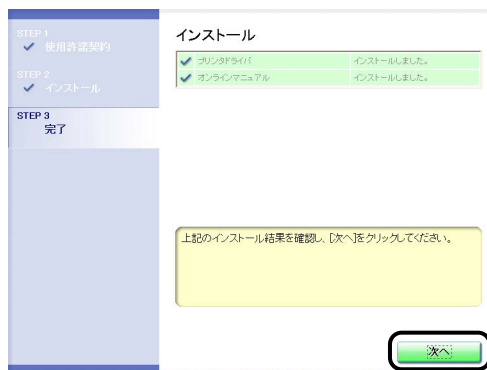 STEP 1
使用許諾契約
STEP 2
インストール
STEP 3
完了
インストール
プリンタドライバ インストールしました。
オンラインマニュアル インストールしました。
上記のインストール結果を確認し、[次へ]をクリックしてください。
次へ